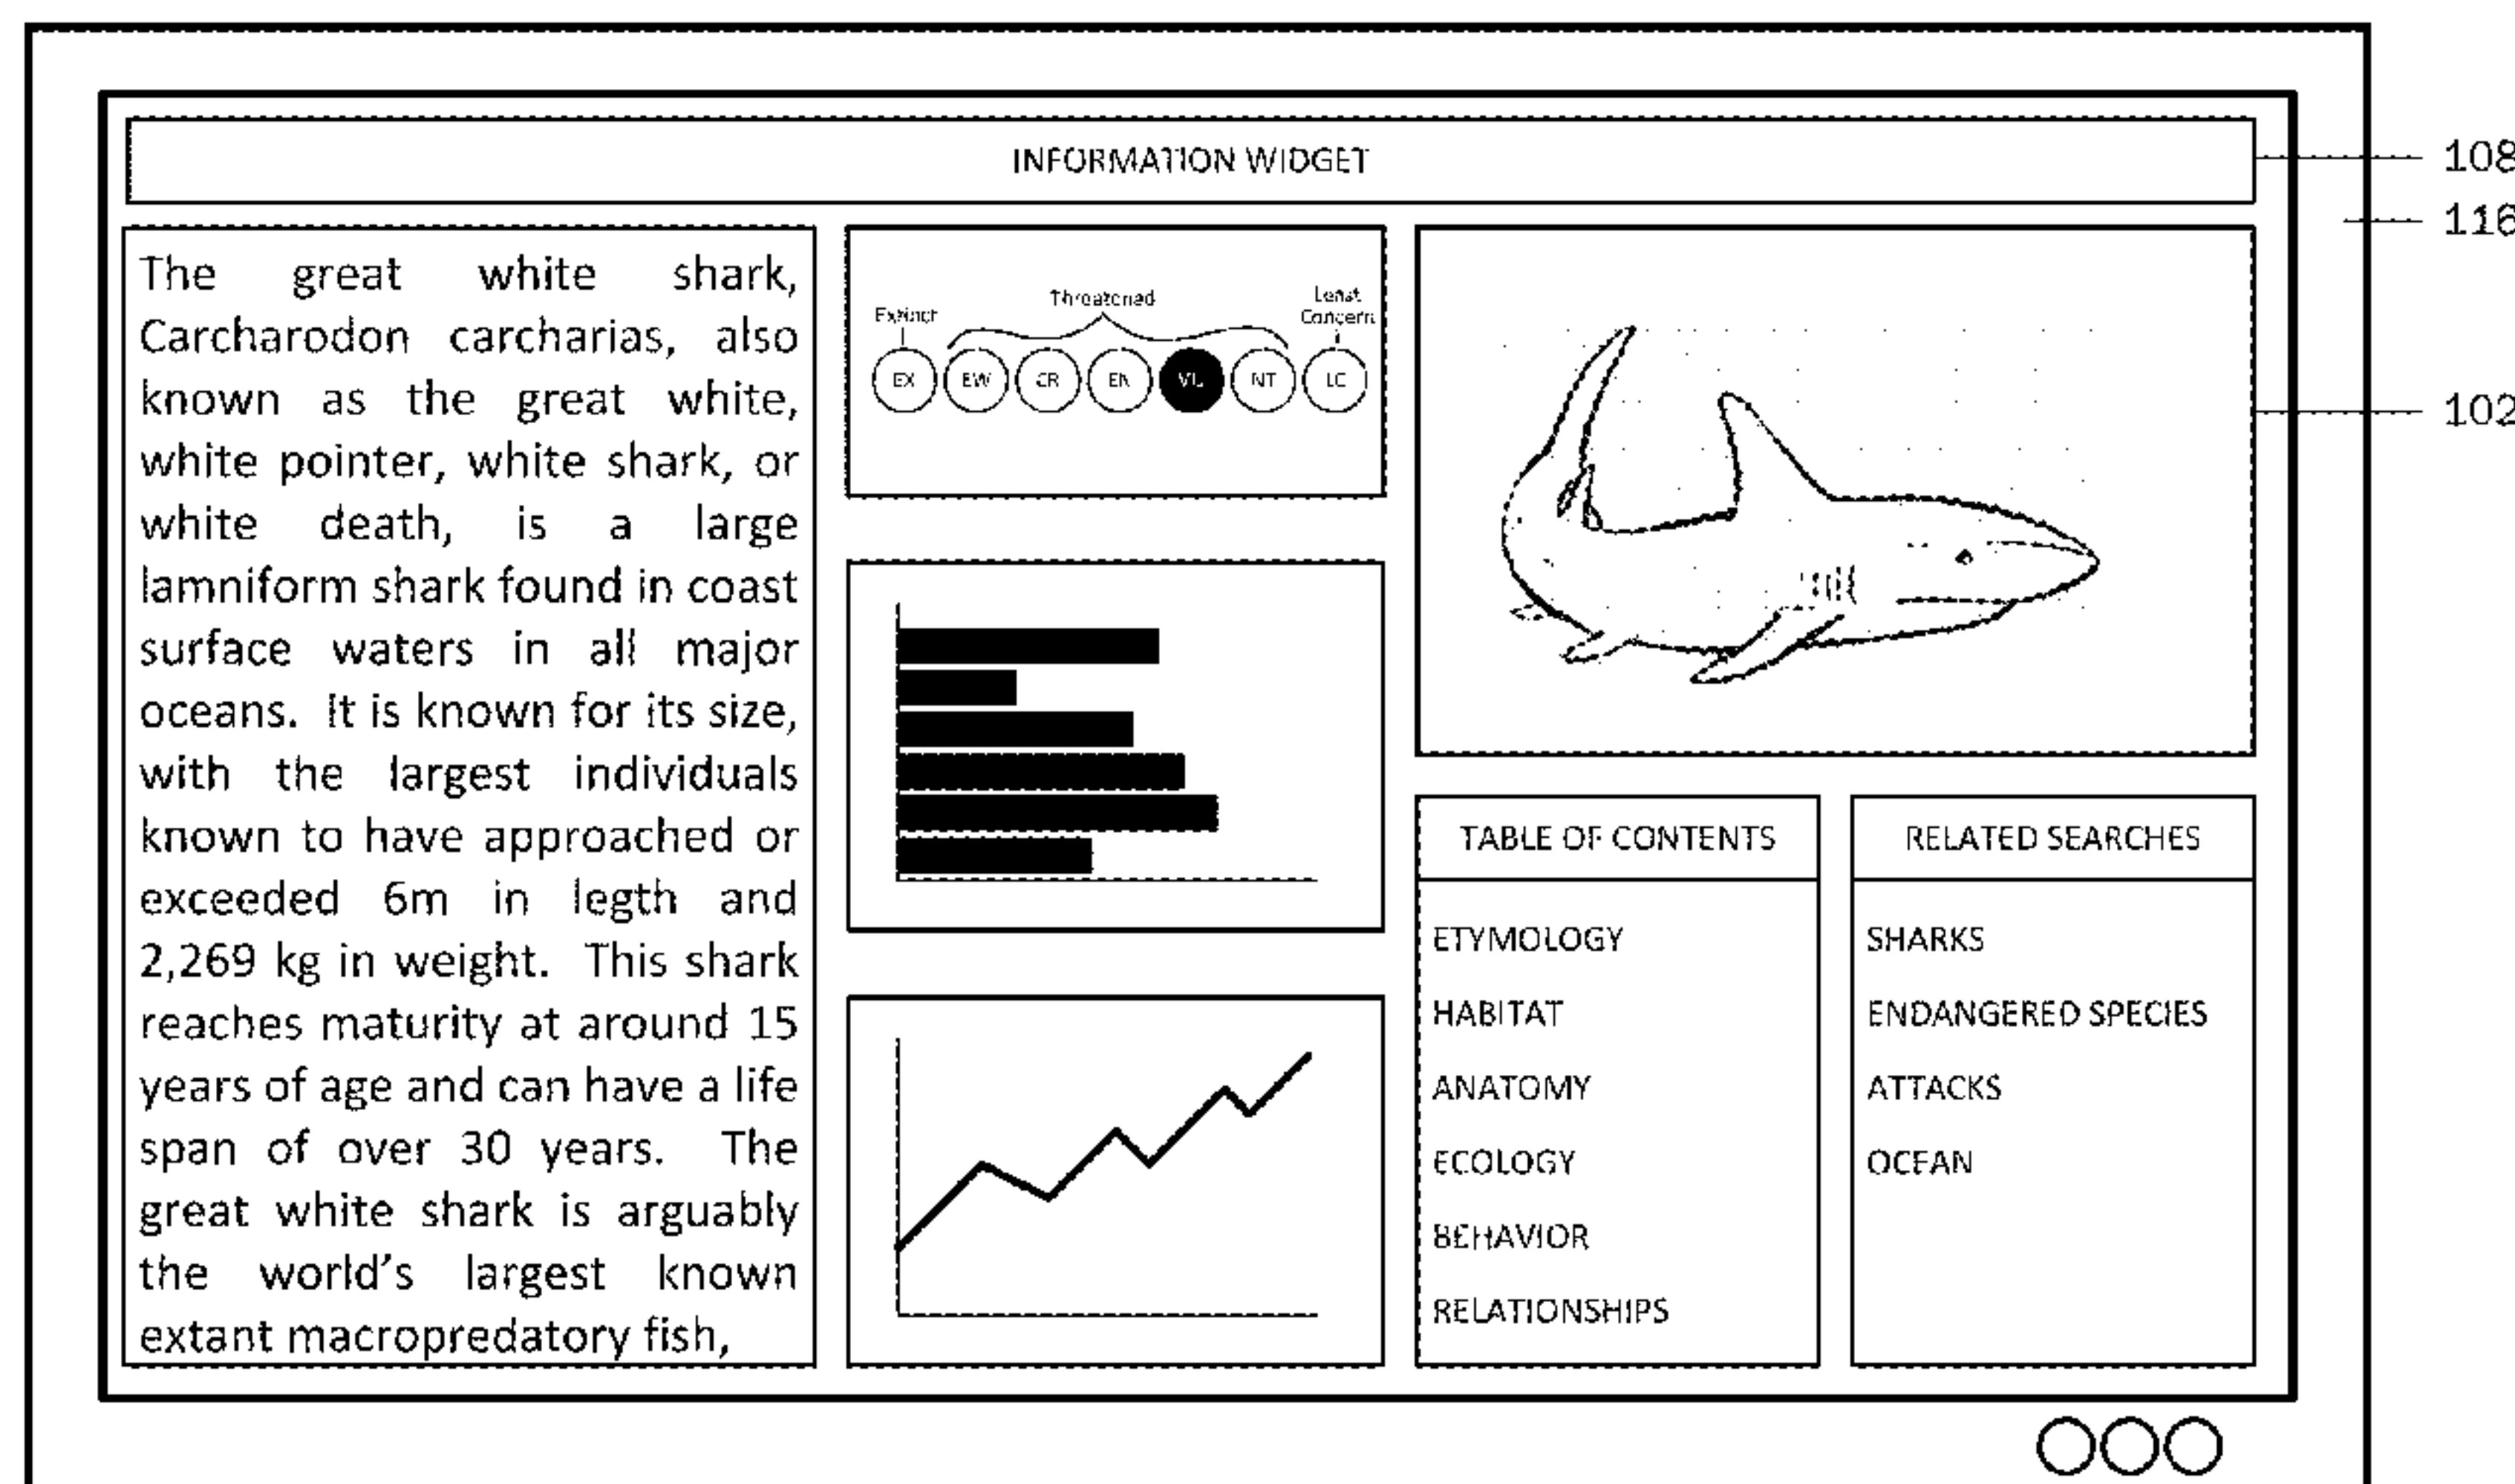 INFORMATION WIDGET
108
116
102
The great white shark,
Carcharodon carcharias, also
known as the great white,
white pointer, white shark, or
white death, is a large
lamniform shark found in coast
surface waters in all major
oceans. It is known for its size,
with the largest individuals
known to have approached or
exceeded 6m in legth and
2,269 kg in weight. This shark
reaches maturity at around 15
years of age and can have a life
span of over 30 years. The
great white shark is arguably
the world's largest known
extant macropredatory fish,
Extinct
Threatened
Least
Concern
EX EW CR EN VU NT LC
TABLE OF CONTENTS
ETYMOLOGY
HABITAT
ANATOMY
ECOLOGY
BEHAVIOR
RELATIONSHIPS
RELATED SEARCHES
SHARKS
ENDANGERED SPECIES
ATTACKS
OCEAN